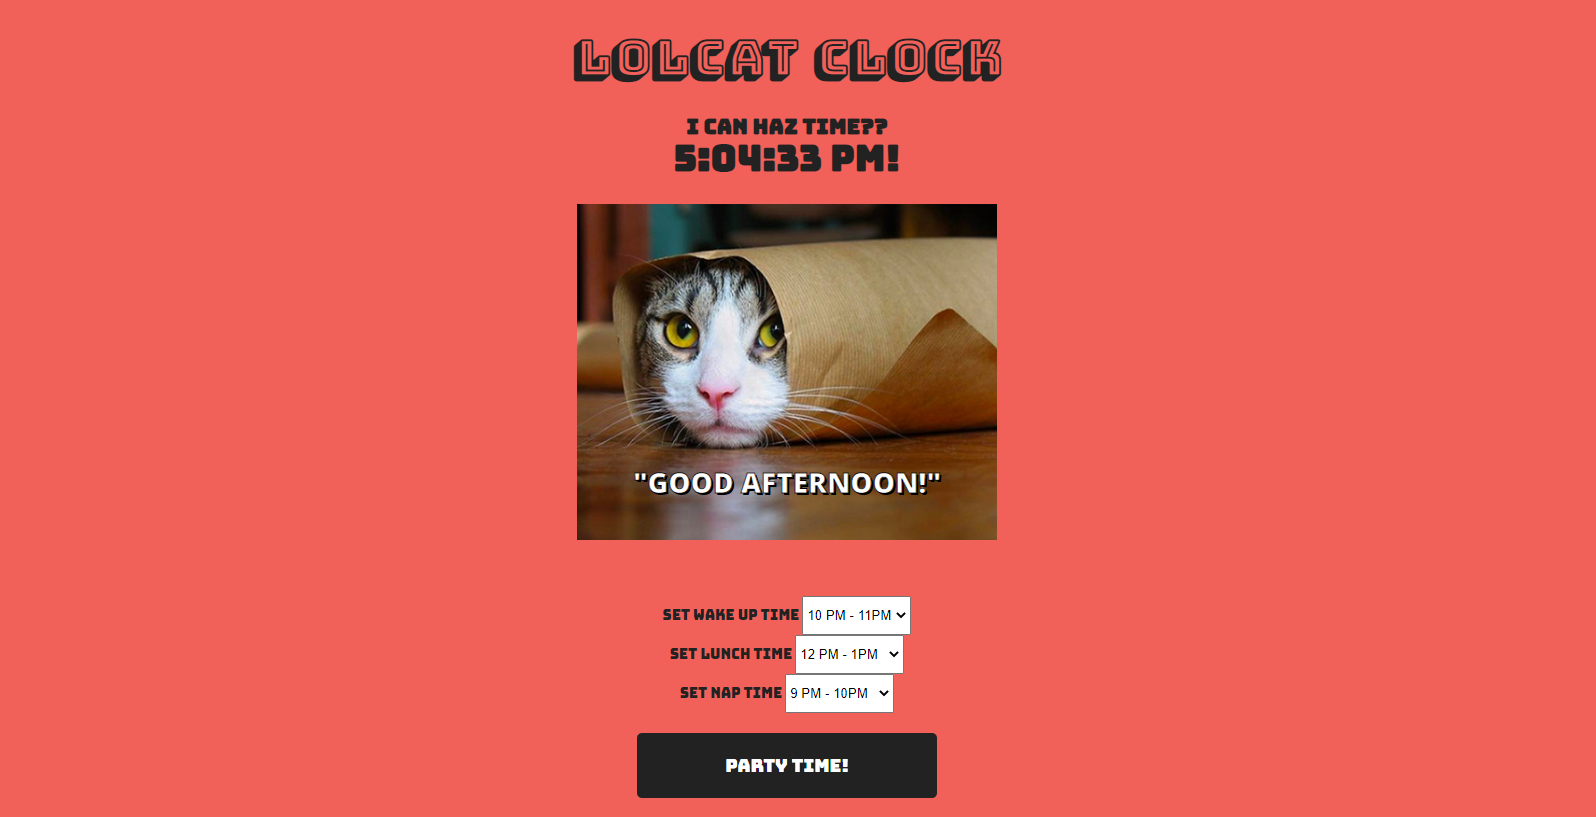 LOLCAT CLOCK
I CAN HAZ TIME??
5:04:33 PM!
"GOOD AFTERNOON!"
SET WAKE UP TIME 10 PM - 11PM
SET LUNCH TIME 12 PM - 1PM
SET NAP TIME 9 PM - 10PM
PARTY TIME!